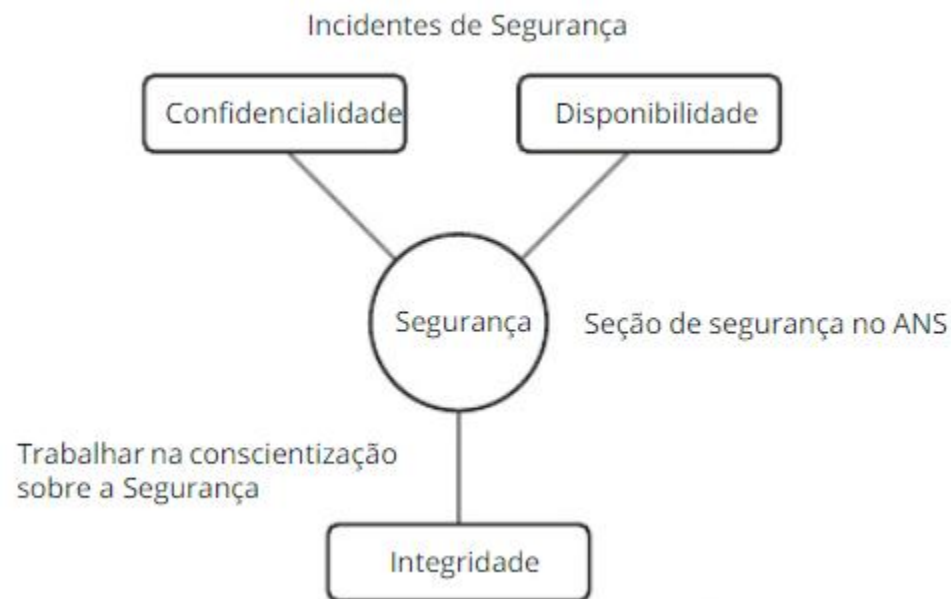 Incidentes de Segurança
Confidencialidade
Disponibilidade
Segurança
Seção de segurança no ANS
Trabalhar na conscientização
sobre a Segurança
Integridade